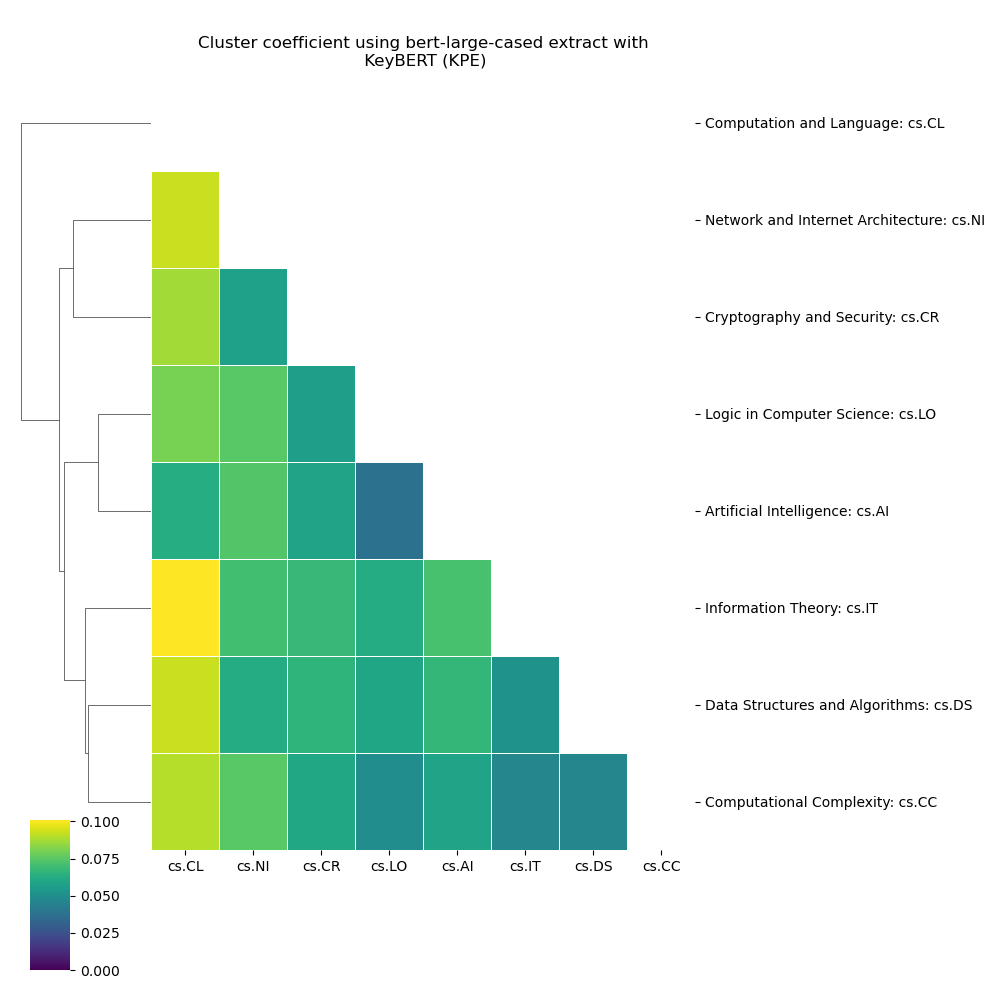 Cluster coefficient using bert-large-cased extract with
KeyBERT (KPE)
Computation and Language: cs.CL
Network and Internet Architecture: cs.NI
Cryptography and Security: cs.CR
Logic in Computer Science: cs.LO
Artificial Intelligence: cs.AI
Information Theory: cs.IT
Data Structures and Algorithms: cs.DS
Computational Complexity: cs.CC
cs.CL cs.NI cs.CR cs.LO cs.AI cs.IT cs.DS cs.CC
0.100
0.075
0.050
0.025
0.000